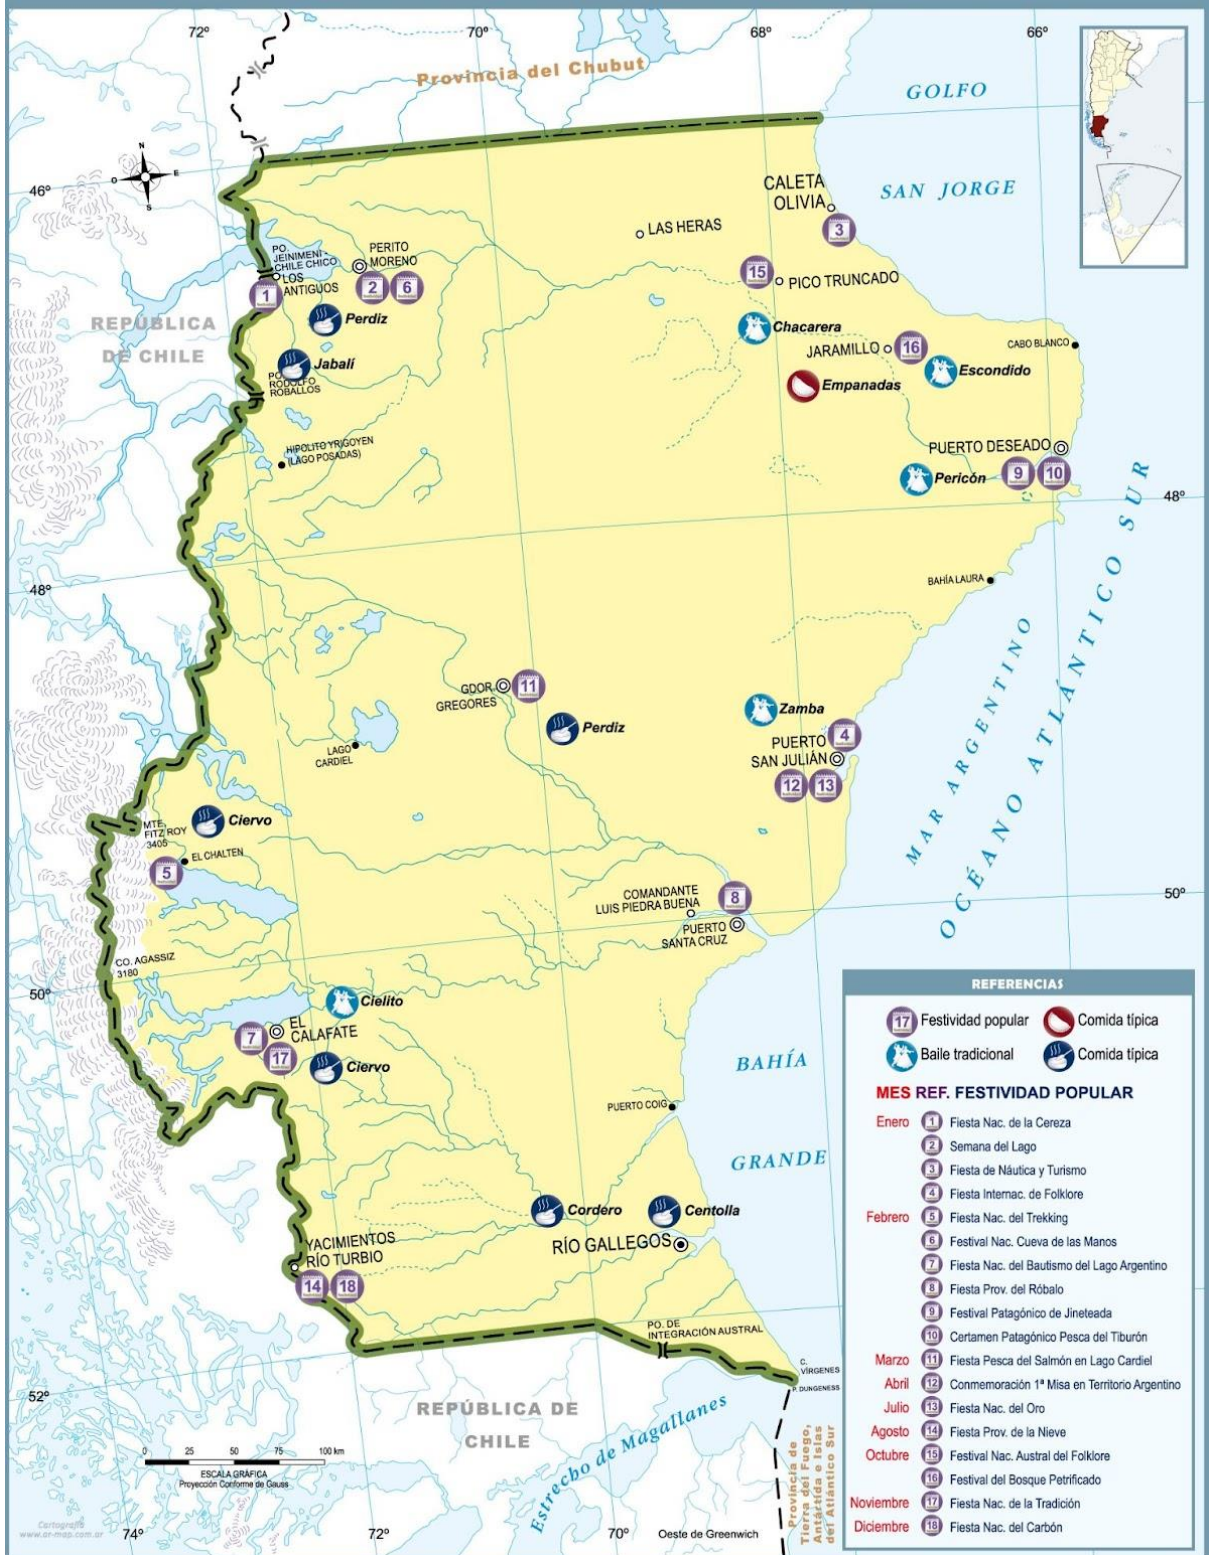 72°
70°
68°
66°
Provincia del Chubut
GOLFO
SAN JORGE
N
O
E
S
46°
CALETA
OLIVIA
3
LAS HERAS
PO.
JEINIMENI-
CHILE CHICO
LOS
ANTIGUOS
1
PERITO
MORENO
2
6
15
PICO TRUNCADO
REPÚBLICA
DE CHILE
Perdiz
Chacarera
JARAMILLO
16
CABO BLANCO
Jabalí
PO.
RODOLFO
ROBALLOS
Escondido
Empanadas
HIPOLITO YRIGOYEN
(LAGO POSADAS)
PUERTO DESEADO
Pericón
9
10
48°
48°
BAHÍA LAURA
MAR ARGENTINO
OCÉANO ATLÁNTICO SUR
GDOR.
GREGORES
11
Perdiz
Zamba
LAGO
CARDIEL
PUERTO
SAN JULIÁN
4
12
13
MTE.
FITZ ROY
3405
Ciervo
EL CHALTEN
5
50°
COMANDANTE
LUIS PIEDRA BUENA
8
PUERTO
SANTA CRUZ
CO. AGASSIZ
3180
50°
Cielito
EL
CALAFATE
7
17
Ciervo
BAHÍA
GRANDE
PUERTO COIG
Cordero
Centolla
YACIMIENTOS
RÍO TURBIO
RÍO GALLEGOS
14
18
PO. DE
INTEGRACIÓN AUSTRAL
C.
VÍRGENES
P. DUNGENESS
52°
REPÚBLICA DE
CHILE
Estrecho de Magallanes
Provincia de
Tierra del Fuego,
Antártida e Islas
del Atlántico Sur
0 25 50 75 100 km
ESCALA GRÁFICA
Proyección Conforme de Gauss
Cartografía
www.ar-map.com.ar
74°
72°
70°
Oeste de Greenwich
REFERENCIAS
17 Festividad popular
Comida típica
Baile tradicional
Comida típica
MES REF. FESTIVIDAD POPULAR
Enero 1 Fiesta Nac. de la Cereza
2 Semana del Lago
3 Fiesta de Náutica y Turismo
4 Fiesta Internac. de Folklore
Febrero 5 Fiesta Nac. del Trekking
6 Festival Nac. Cueva de las Manos
7 Fiesta Nac. del Bautismo del Lago Argentino
8 Fiesta Prov. del Róbalo
9 Festival Patagónico de Jineteada
10 Certamen Patagónico Pesca del Tiburón
Marzo 11 Fiesta Pesca del Salmón en Lago Cardiel
Abril 12 Conmemoración 1ª Misa en Territorio Argentino
Julio 13 Fiesta Nac. del Oro
Agosto 14 Fiesta Prov. de la Nieve
Octubre 15 Festival Nac. Austral del Folklore
16 Festival del Bosque Petrificado
Noviembre 17 Fiesta Nac. de la Tradición
Diciembre 18 Fiesta Nac. del Carbón